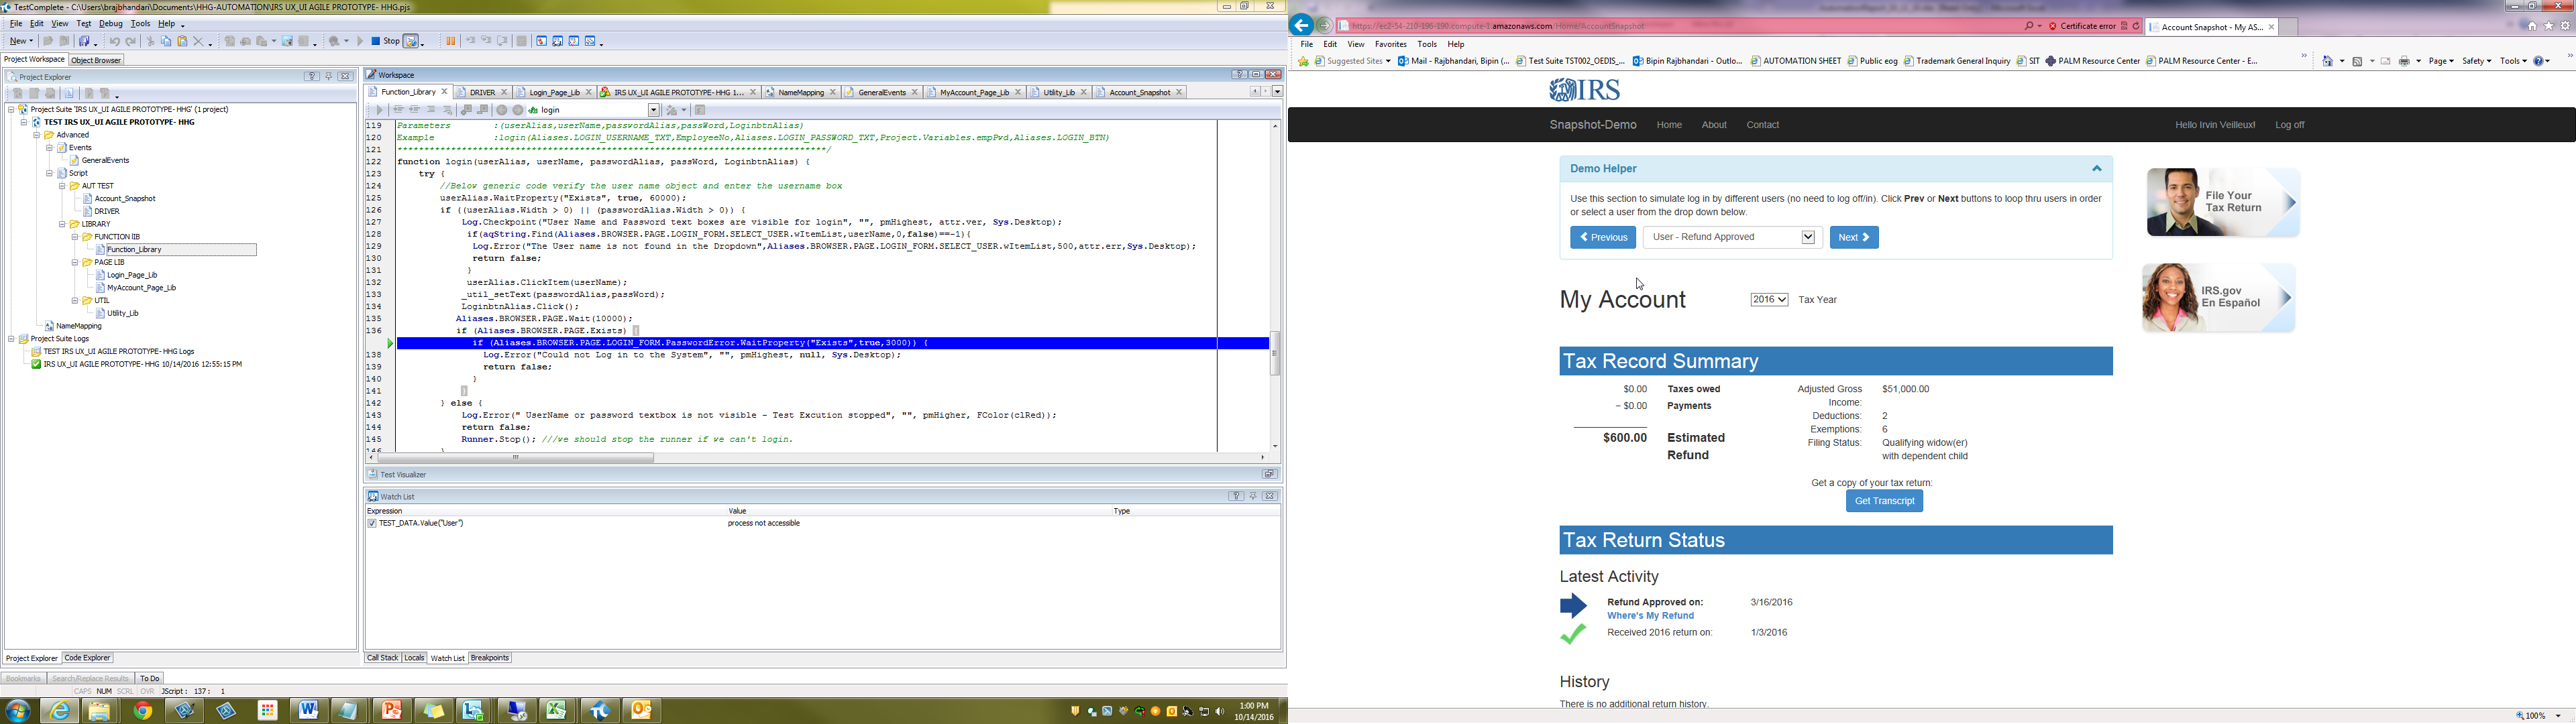 TestComplete - C:\Users\brajbhandari\Documents\HHG-AUTOMATION\IRS UX_UI AGILE PROTOTYPE- HHG.pjs
File Edit View Test Debug Tools Help
New Stop
Project Workspace Object Browser
Project Explorer
Project Suite 'IRS UX_UI AGILE PROTOTYPE-HHG' (1 project)
TEST IRS UX_UI AGILE PROTOTYPE- HHG
Advanced
Events
GeneralEvents
Script
AUT TEST
Account_Snapshot
DRIVER
LIBRARY
FUNCTION lIB
Function_Library
PAGE LIB
Login_Page_Lib
MyAccount_Page_Lib
UTIL
Utility_Lib
NameMapping
Project Suite Logs
TEST IRS UX_UI AGILE PROTOTYPE- HHG Logs
IRS UX_UI AGILE PROTOTYPE- HHG 10/14/2016 12:55:15 PM
Project Explorer Code Explorer
Workspace
Function_Library DRIVER Login_Page_Lib IRS UX_UI AGILE PROTOTYPE-HHG 1... NameMapping GeneralEvents MyAccount_Page_Lib Utility_Lib Account_Snapshot
login
119 Parameters :(userAlias,userName,passwordAlias,passWord,LoginbtnAlias)
120 Example :login(Aliases.LOGIN_USERNAME_TXT,EmployeeNo,Aliases.LOGIN_PASSWORD_TXT,Project.Variables.empPwd,Aliases.LOGIN_BTN)
121 ********************************************************************************/
122 function login(userAlias, userName, passwordAlias, passWord, LoginbtnAlias) {
123 try {
124 //Below generic code verify the user name object and enter the username box
125 userAlias.WaitProperty("Exists", true, 60000);
126 if ((userAlias.Width > 0) || (passwordAlias.Width > 0)) {
127 Log.Checkpoint("User Name and Password text boxes are visible for login", "", pmHighest, attr.ver, Sys.Desktop);
128 if(aqString.Find(Aliases.BROWSER.PAGE.LOGIN_FORM.SELECT_USER.wItemList,userName,0,false)==-1){
129 Log.Error("The User name is not found in the Dropdown",Aliases.BROWSER.PAGE.LOGIN_FORM.SELECT_USER.wItemList,500,attr.err,Sys.Desktop);
130 return false;
131 }
132 userAlias.ClickItem(userName);
133 _util_setText(passwordAlias,passWord);
134 LoginbtnAlias.Click();
135 Aliases.BROWSER.PAGE.Wait(10000);
136 if (Aliases.BROWSER.PAGE.Exists) {
if (Aliases.BROWSER.PAGE.LOGIN_FORM.PasswordError.WaitProperty("Exists",true,3000)) {
138 Log.Error("Could not Log in to the System", "", pmHighest, null, Sys.Desktop);
139 return false;
140 }
141 }
142 } else {
143 Log.Error(" UserName or password textbox is not visible - Test Excution stopped", "", pmHigher, FColor(clRed));
144 return false;
145 Runner.Stop(); ///we should stop the runner if we can't login.
146 }
Test Visualizer
Watch List
Expression Value Type
TEST_DATA.Value("User") process not accessible
Call Stack Locals Watch List Breakpoints
Bookmarks Search/Replace Results To Do
CAPS NUM SCRL OVR JScript : 137 : 1
1:00 PM
10/14/2016
https://ec2-54-210-196-190.compute-1.amazonaws.com/Home/AccountSnapshot Certificate error Account Snapshot - My AS...
File Edit View Favorites Tools Help
Suggested Sites Mail - Rajbhandari, Bipin (... Test Suite TST002_OEDIS_... Bipin Rajbhandari - Outlo... AUTOMATION SHEET Public eog Trademark General Inquiry SIT PALM Resource Center PALM Resource Center - E... Page Safety Tools
IRS
Snapshot-Demo Home About Contact Hello Irvin Veilleux! Log off
Demo Helper
Use this section to simulate log in by different users (no need to log off/in). Click Prev or Next buttons to loop thru users in order
or select a user from the drop down below.
Previous User - Refund Approved Next
File Your
Tax Return
IRS.gov
En Español
My Account 2016 Tax Year
Tax Record Summary
$0.00 Taxes owed
− $0.00 Payments
$600.00 Estimated
Refund
Adjusted Gross $51,000.00
Income:
Deductions: 2
Exemptions: 6
Filing Status: Qualifying widow(er)
with dependent child
Get a copy of your tax return:
Get Transcript
Tax Return Status
Latest Activity
Refund Approved on: 3/16/2016
Where's My Refund
Received 2016 return on: 1/3/2016
History
There is no additional return history.
100%